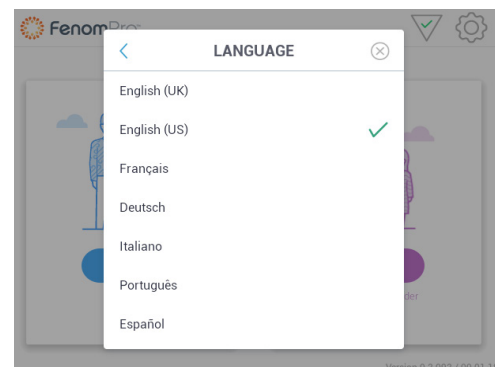 FenomPro
LANGUAGE
English (UK)
English (US)
Français
Deutsch
Italiano
Português
Español